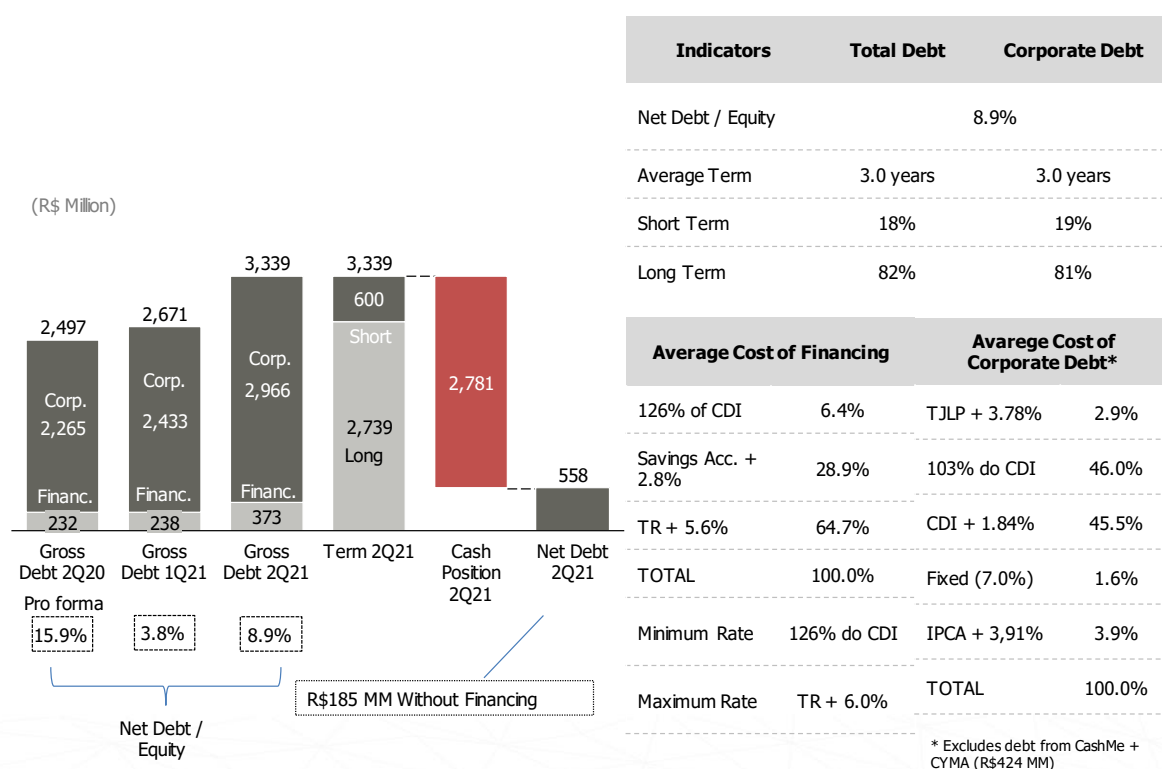 (R$ Million)
2,497
Corp.
2,265
Financ.
232
2,671
Corp.
2,433
Financ.
238
3,339
Corp.
2,966
Financ.
373
3,339
600
Short
2,739
Long
2,781
558
Gross
Debt 2Q20
Gross
Debt 1Q21
Gross
Debt 2Q21
Term 2Q21
Cash
Position
2Q21
Net Debt
2Q21
Pro forma
15.9%
3.8%
8.9%
Net Debt /
Equity
R$185 MM Without Financing
Indicators Total Debt Corporate Debt
Net Debt / Equity 8.9%
Average Term 3.0 years 3.0 years
Short Term 18% 19%
Long Term 82% 81%
Average Cost of Financing
126% of CDI 6.4%
Savings Acc. +
2.8% 28.9%
TR + 5.6% 64.7%
TOTAL 100.0%
Minimum Rate 126% do CDI
Maximum Rate TR + 6.0%
Avarege Cost of
Corporate Debt*
TJLP + 3.78% 2.9%
103% do CDI 46.0%
CDI + 1.84% 45.5%
Fixed (7.0%) 1.6%
IPCA + 3,91% 3.9%
TOTAL 100.0%
* Excludes debt from CashMe +
CYMA (R$424 MM)